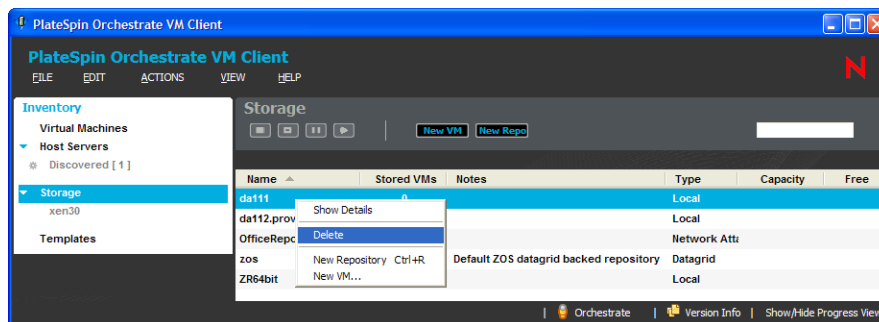 PlateSpin Orchestrate VM Client
PlateSpin Orchestrate VM Client
FILE EDIT ACTIONS VIEW HELP
N
Inventory
Virtual Machines
Host Servers
Discovered [ 1 ]
Storage
xen30
Templates
Storage
New VM New Repo
Name Stored VMs Notes Type Capacity Free
da111 0 Local
da112.prov Local
OfficeRepo Network Atta
zos Default ZOS datagrid backed repository Datagrid
ZR64bit Local
Show Details
Delete
New Repository Ctrl+R
New VM...
Orchestrate | Version Info | Show/Hide Progress View